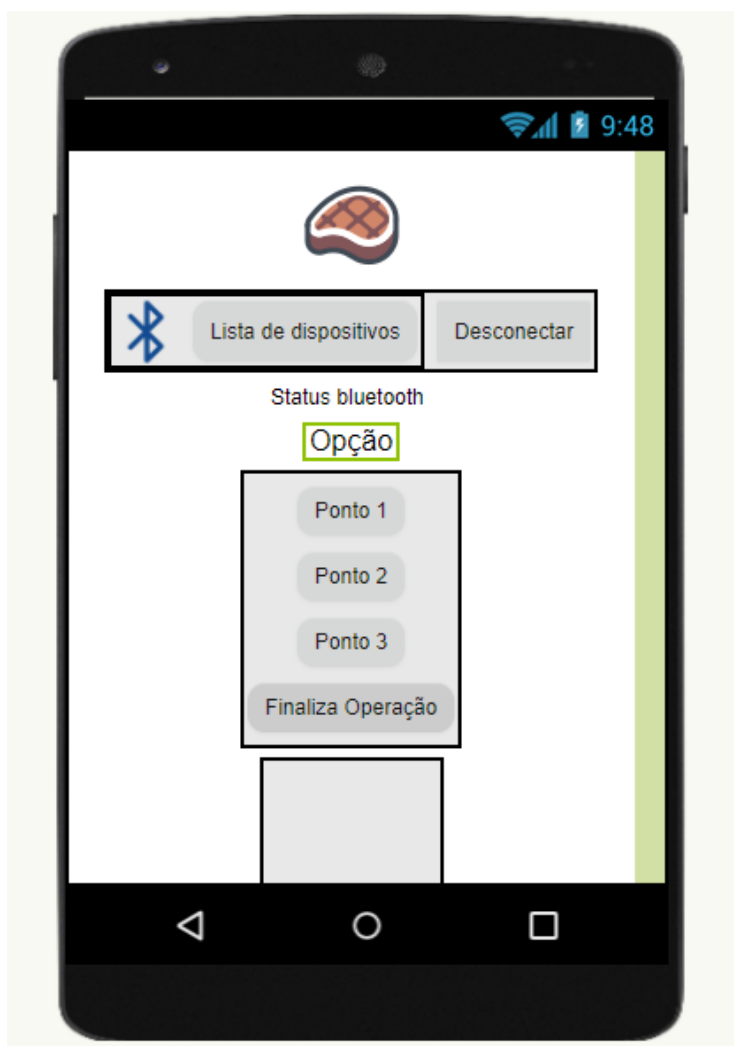 9:48
Lista de dispositivos
Desconectar
Status bluetooth
Opção
Ponto 1
Ponto 2
Ponto 3
Finaliza Operação